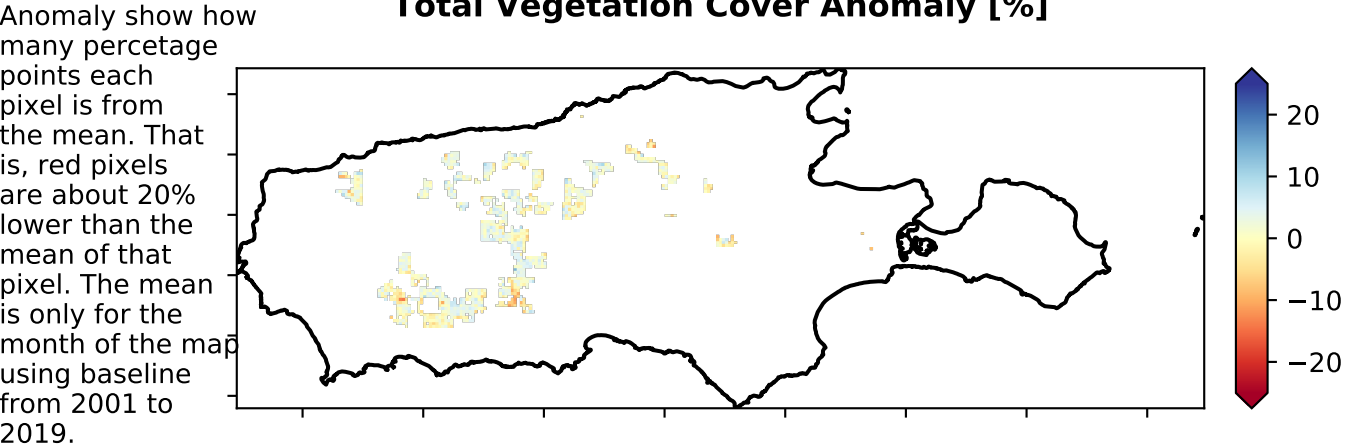 Total Vegetation Cover Anomaly [%]
Anomaly show how
many percetage
points each
pixel is from
the mean. That
is, red pixels
are about 20%
lower than the
mean of that
pixel. The mean
is only for the
month of the map
using baseline
from 2001 to
2019.
20
10
0
−10
−20